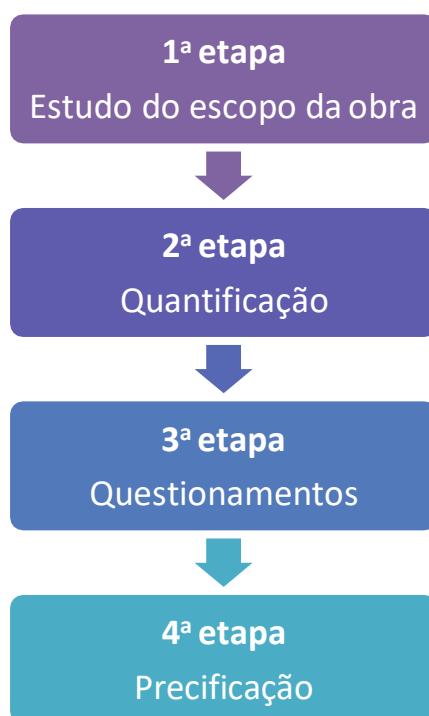 1ª etapa
Estudo do escopo da obra
2ª etapa
Quantificação
3ª etapa
Questionamentos
4ª etapa
Precificação